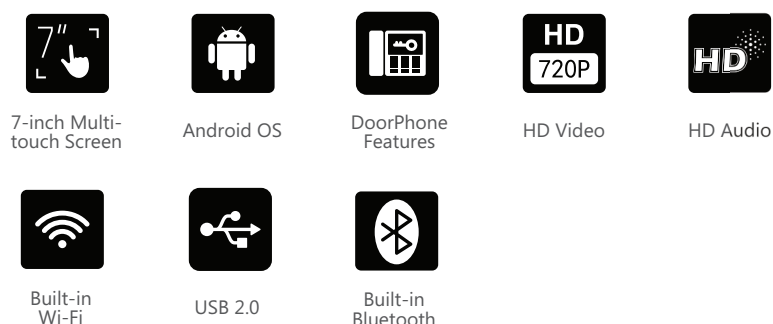 7"
HD
720P
HD
7-inch Multi-
touch Screen
Android OS
DoorPhone
Features
HD Video
HD Audio
Built-in
Wi-Fi
USB 2.0
Built-in
Bluetooth